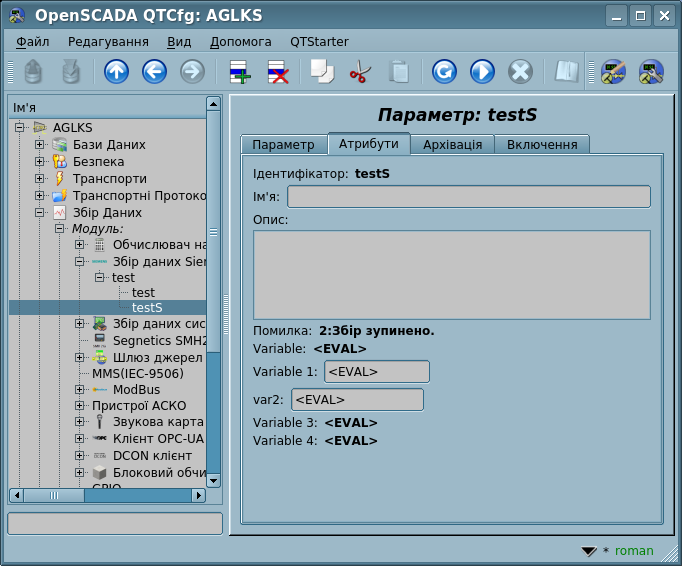 OpenSCADA QTCfg: AGLKS
Файл Редагування Вид Допомога QTStarter
Ім'я
AGLKS
Бази Даних
Безпека
Транспорти
Транспортні Протоко
Збір Даних
Модуль:
Обчислювач на
Збір даних Sier
test
test
testS
Збір даних сис
Segnetics SMH2
Шлюз джерел
MMS(IEC-9506)
ModBus
Пристрої АСКО
Звукова карта
Клієнт OPC-UA
DCON клієнт
Блоковий обчи
GPIO
Параметр: testS
Параметр Атрибути Архівація Включення
Ідентифікатор: testS
Ім'я:
Опис:
Помилка: 2:Збір зупинено.
Variable: <EVAL>
Variable 1: <EVAL>
var2: <EVAL>
Variable 3: <EVAL>
Variable 4: <EVAL>
* roman